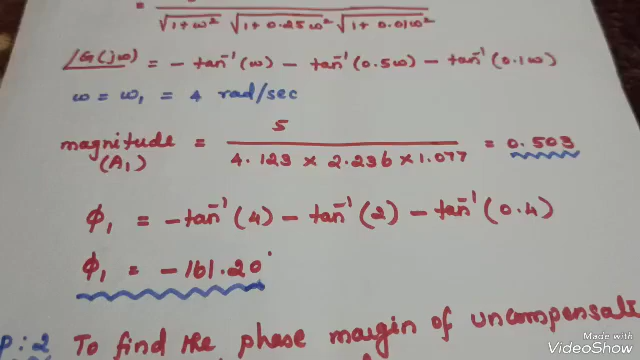 = √1+ω² √1+0.25ω² √1+0.01ω²
∠G(jω) = - tan⁻¹(ω) - tan⁻¹(0.5ω) - tan⁻¹(0.1ω)
ω = ω₁ = 4 rad/sec
magnitude (A₁) = 5 / 4.123 × 2.236 × 1.077 = 0.503
ϕ₁ = -tan⁻¹(4) - tan⁻¹(2) - tan⁻¹(0.4)
ϕ₁ = -161.20°
p:2 To find the phase margin of uncompensat
Made with
VideoShow